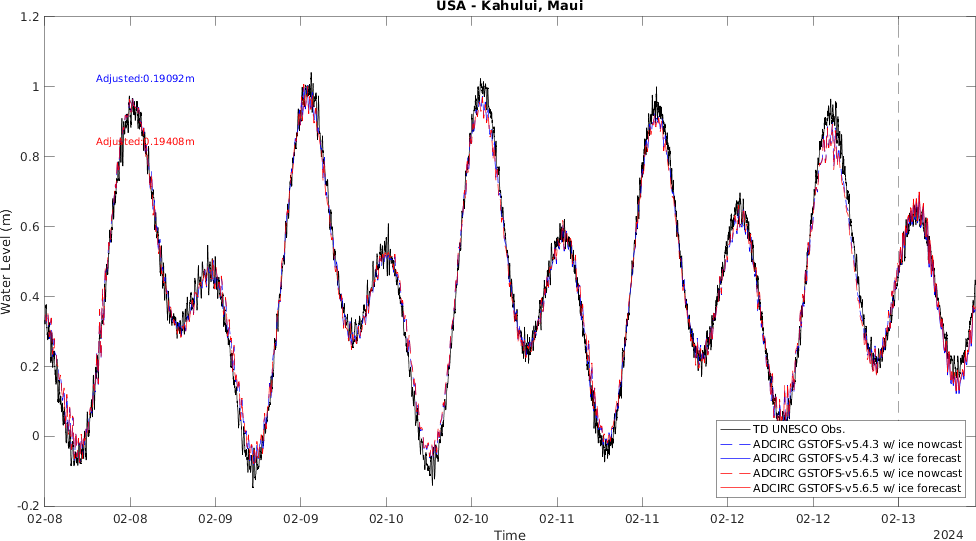 USA - Kahului, Maui
1.2
1
0.8
0.6
0.4
0.2
0
-0.2
Water Level (m)
Adjusted:0.19092m
Adjusted:0.19408m
TD UNESCO Obs.
ADCIRC GSTOFS-v5.4.3 w/ ice nowcast
ADCIRC GSTOFS-v5.4.3 w/ ice forecast
ADCIRC GSTOFS-v5.6.5 w/ ice nowcast
ADCIRC GSTOFS-v5.6.5 w/ ice forecast
02-08 02-08 02-09 02-09 02-10 02-10 02-11 02-11 02-12 02-12 02-13
Time
2024